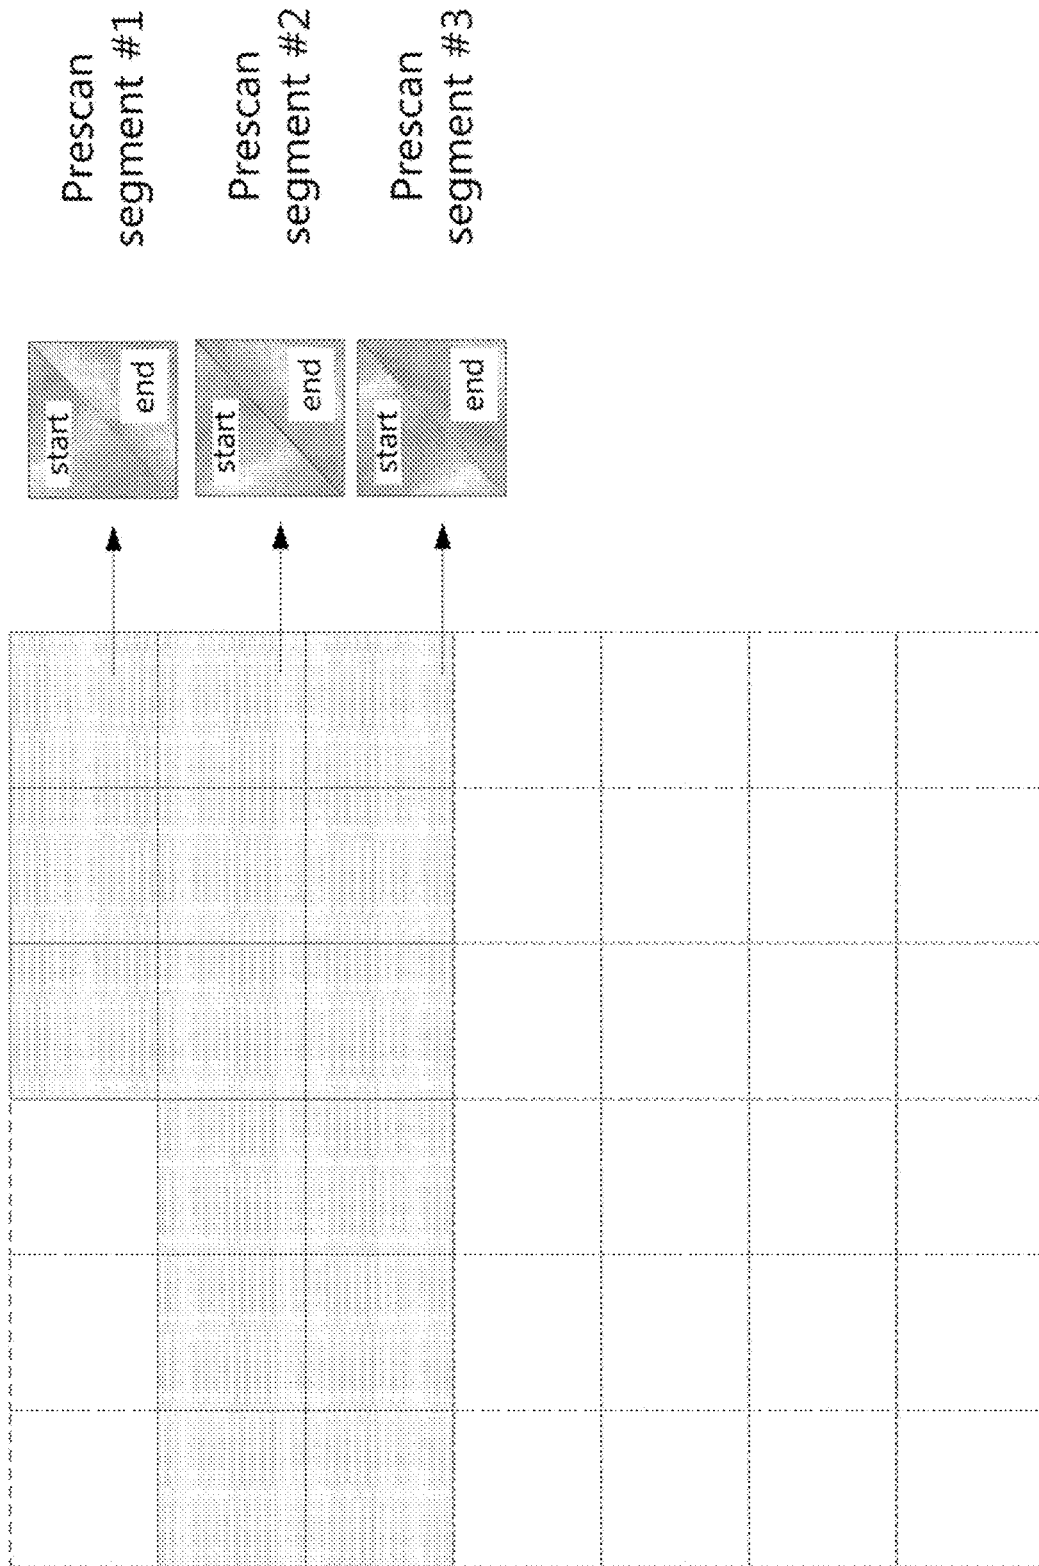 Prescan
segment #1
start
end
Prescan
segment #2
start
end
Prescan
segment #3
start
end